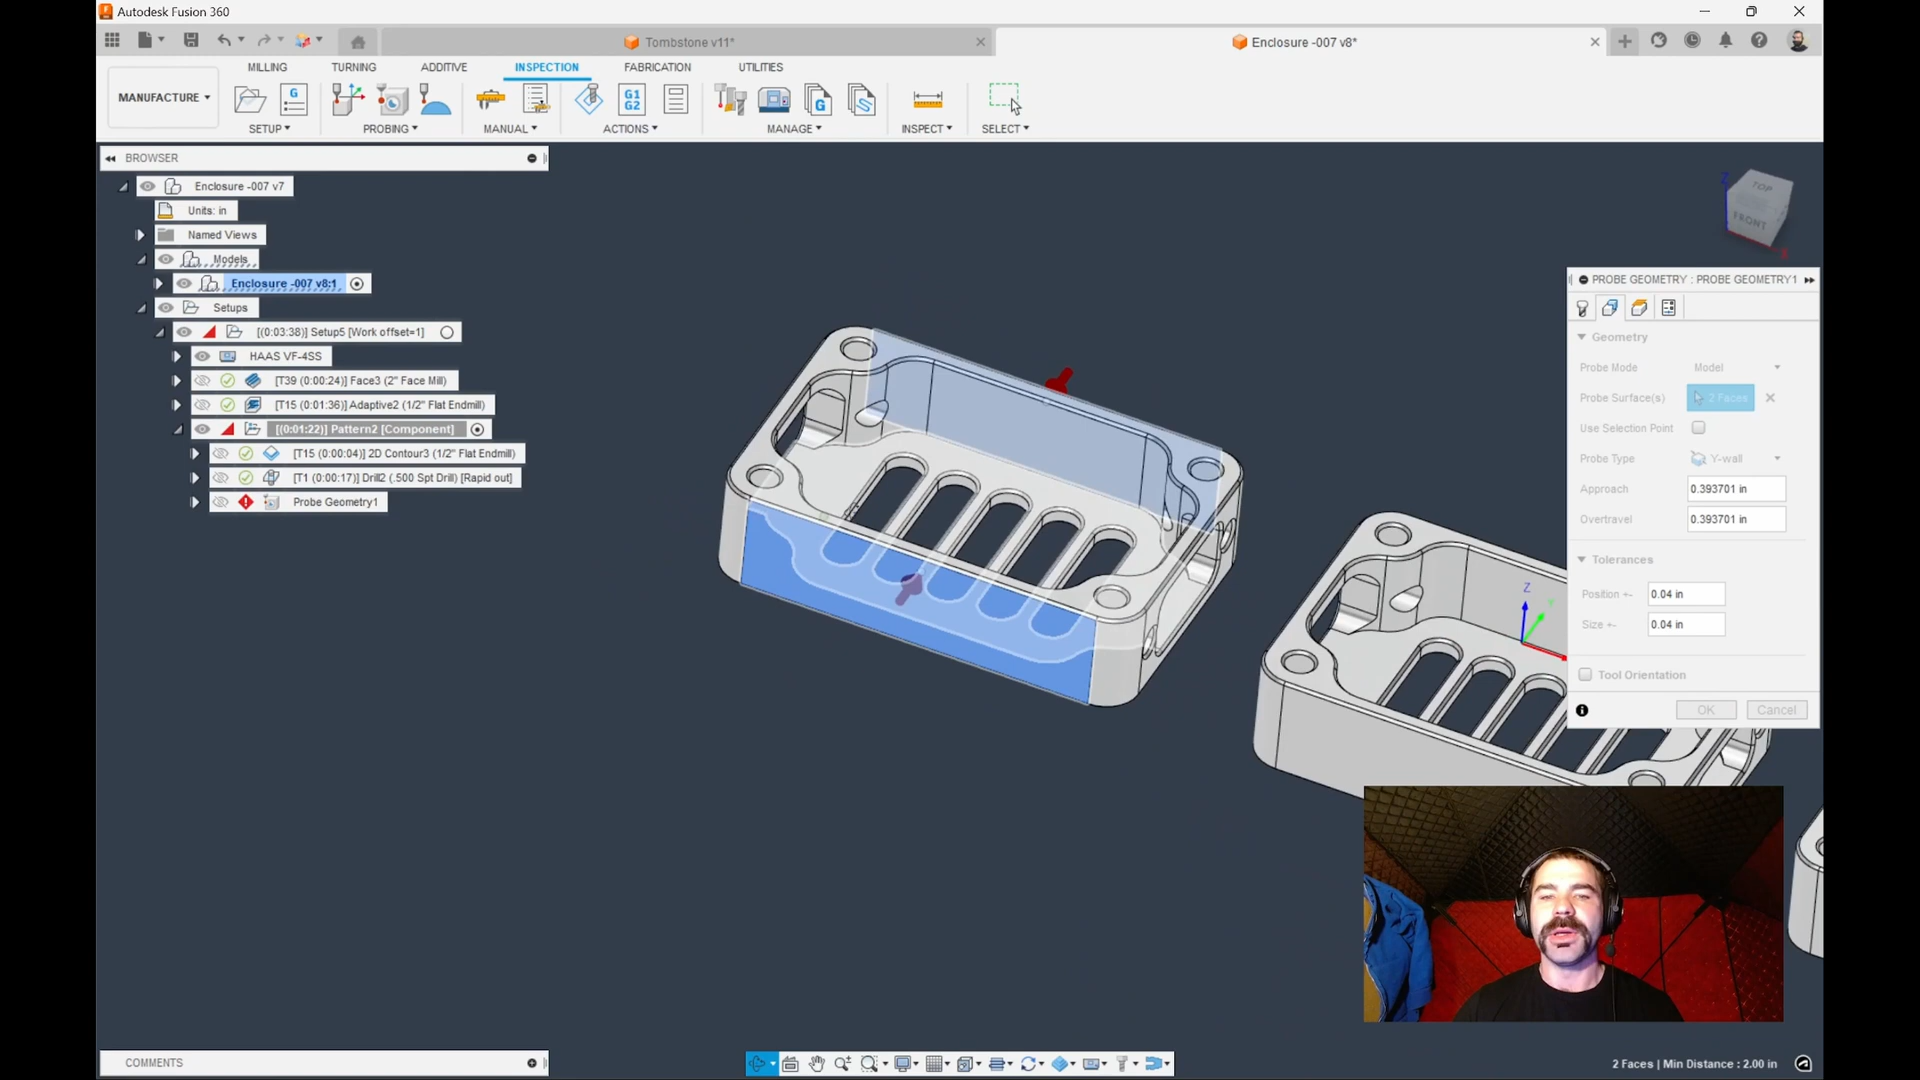 Autodesk Fusion 360
Tombstone v11*
Enclosure -007 v8*
MILLING
TURNING
ADDITIVE
INSPECTION
FABRICATION
UTILITIES
MANUFACTURE
G
G1
G2
G
SETUP
PROBING
MANUAL
ACTIONS
MANAGE
INSPECT
SELECT
BROWSER
Enclosure -007 v7
Units: in
Named Views
Models
Enclosure -007 v8:1
Setups
[(0:03:38)] Setup5 [Work offset=1]
HAAS VF-4SS
[T39 (0:00:24)] Face3 (2" Face Mill)
[T15 (0:01:36)] Adaptive2 (1/2" Flat Endmill)
[(0:01:22)] Pattern2 [Component]
[T15 (0:00:04)] 2D Contour3 (1/2" Flat Endmill)
[T1 (0:00:17)] Drill2 (.500 Spt Drill) [Rapid out]
Probe Geometry1
Z
TOP
FRONT
X
PROBE GEOMETRY : PROBE GEOMETRY1
Geometry
Probe Mode
Model
Probe Surface(s)
2 Faces
Use Selection Point
Probe Type
Y-wall
Approach
0.393701 in
Overtravel
0.393701 in
Tolerances
Position +-
0.04 in
Size +-
0.04 in
Tool Orientation
OK
Cancel
Z
COMMENTS
2 Faces | Min Distance : 2.00 in